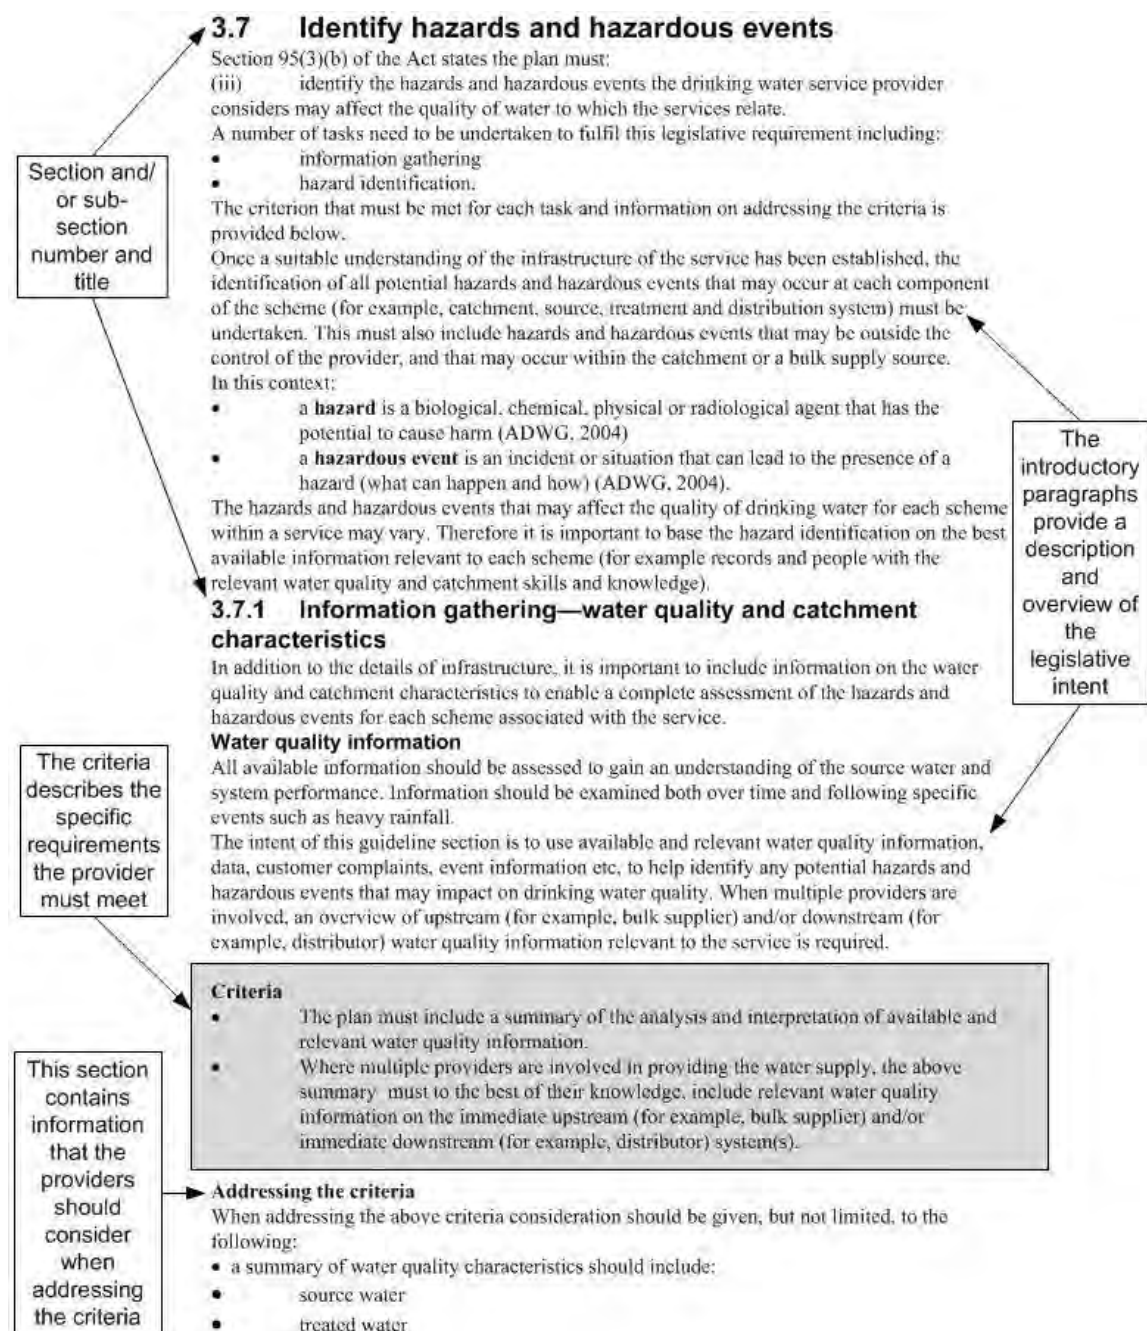 3.7 Identify hazards and hazardous events
Section 95(3)(b) of the Act states the plan must:
(iii) identify the hazards and hazardous events the drinking water service provider
considers may affect the quality of water to which the services relate.
A number of tasks need to be undertaken to fulfil this legislative requirement including:
• information gathering
• hazard identification.
The criterion that must be met for each task and information on addressing the criteria is
provided below.
Once a suitable understanding of the infrastructure of the service has been established, the
identification of all potential hazards and hazardous events that may occur at each component
of the scheme (for example, catchment, source, treatment and distribution system) must be
undertaken. This must also include hazards and hazardous events that may be outside the
control of the provider, and that may occur within the catchment or a bulk supply source.
In this context:
• a hazard is a biological, chemical, physical or radiological agent that has the
potential to cause harm (ADWG, 2004)
• a hazardous event is an incident or situation that can lead to the presence of a
hazard (what can happen and how) (ADWG, 2004).
The hazards and hazardous events that may affect the quality of drinking water for each scheme
within a service may vary. Therefore it is important to base the hazard identification on the best
available information relevant to each scheme (for example records and people with the
relevant water quality and catchment skills and knowledge).
3.7.1 Information gathering—water quality and catchment
characteristics
In addition to the details of infrastructure, it is important to include information on the water
quality and catchment characteristics to enable a complete assessment of the hazards and
hazardous events for each scheme associated with the service.
Water quality information
All available information should be assessed to gain an understanding of the source water and
system performance. Information should be examined both over time and following specific
events such as heavy rainfall.
The intent of this guideline section is to use available and relevant water quality information,
data, customer complaints, event information etc, to help identify any potential hazards and
hazardous events that may impact on drinking water quality. When multiple providers are
involved, an overview of upstream (for example, bulk supplier) and/or downstream (for
example, distributor) water quality information relevant to the service is required.
Criteria
• The plan must include a summary of the analysis and interpretation of available and
relevant water quality information.
• Where multiple providers are involved in providing the water supply, the above
summary must to the best of their knowledge, include relevant water quality
information on the immediate upstream (for example, bulk supplier) and/or
immediate downstream (for example, distributor) system(s).
Addressing the criteria
When addressing the above criteria consideration should be given, but not limited, to the
following:
• a summary of water quality characteristics should include:
• source water
• treated water
Section and/
or sub-
section
number and
title
The
introductory
paragraphs
provide a
description
and
overview of
the
legislative
intent
The criteria
describes the
specific
requirements
the provider
must meet
This section
contains
information
that the
providers
should
consider
when
addressing
the criteria